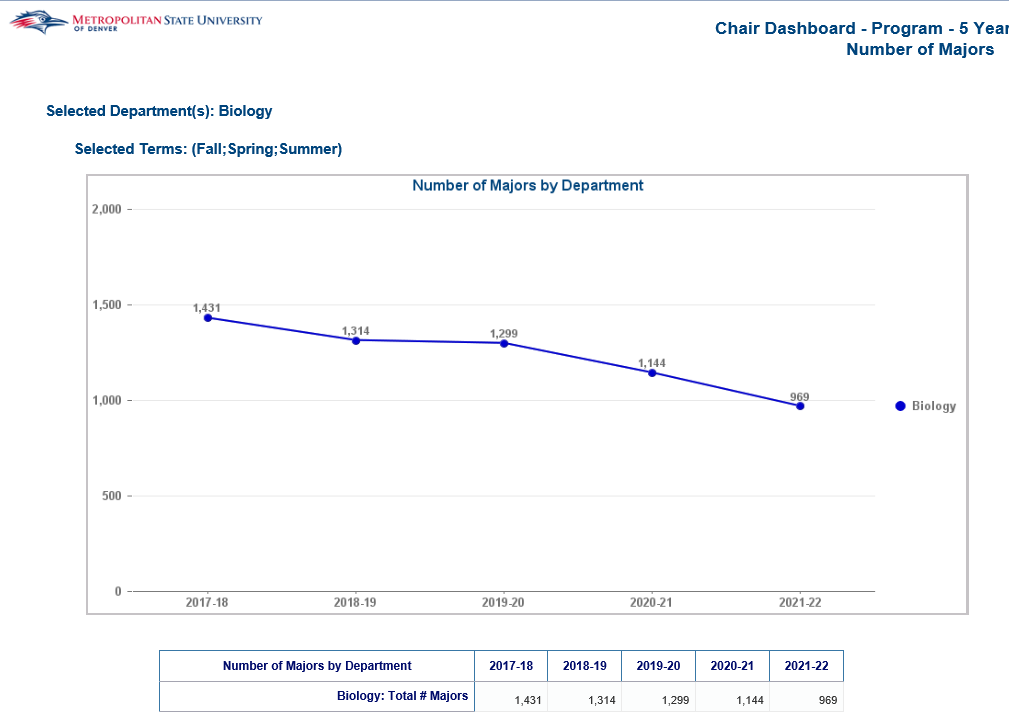 METROPOLITAN STATE UNIVERSITY
OF DENVER
Chair Dashboard - Program - 5 Year
Number of Majors
Selected Department(s): Biology
Selected Terms: (Fall;Spring;Summer)
Number of Majors by Department
2,000
1,500
1,000
500
0
1,431
1,314
1,299
1,144
969
Biology
2017-18 2018-19 2019-20 2020-21 2021-22
Number of Majors by Department 2017-18 2018-19 2019-20 2020-21 2021-22
Biology: Total # Majors 1,431 1,314 1,299 1,144 969